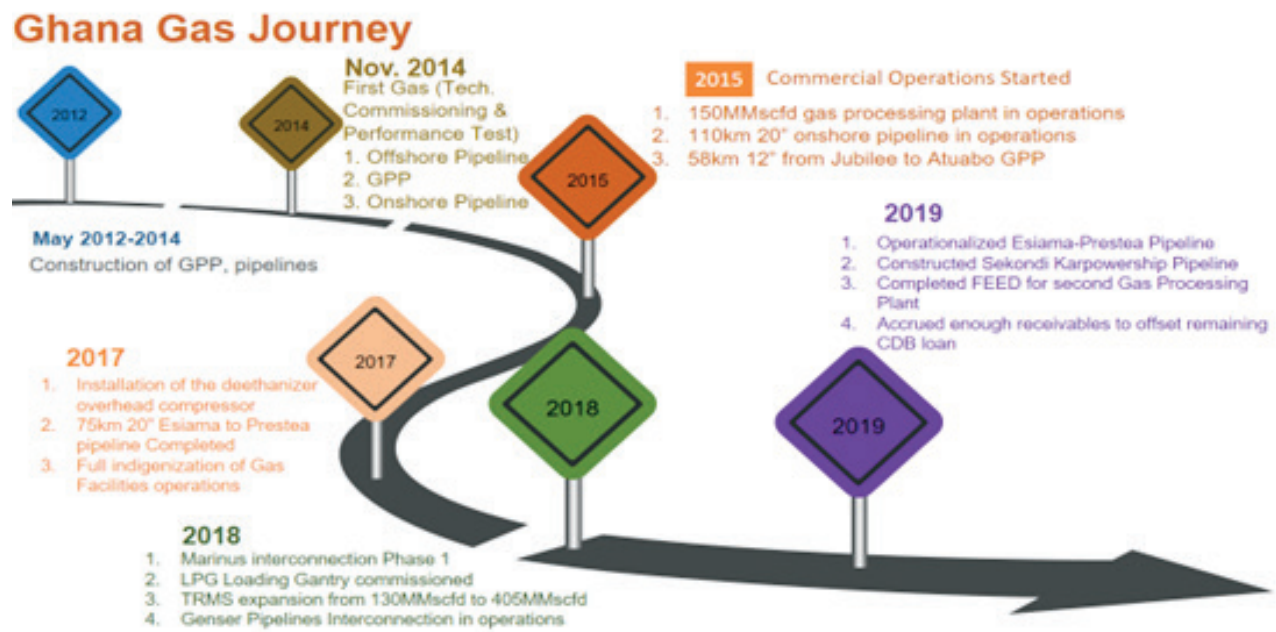 Ghana Gas Journey
2012
May 2012-2014
Construction of GPP, pipelines
2014
Nov. 2014
First Gas (Tech.
Commissioning &
Performance Test)
1. Offshore Pipeline
2. GPP
3. Onshore Pipeline
2015
2015 Commercial Operations Started
1. 150MMscfd gas processing plant in operations
2. 110km 20" onshore pipeline in operations
3. 58km 12" from Jubilee to Atuabo GPP
2017
2017
1. Installation of the deethanizer
overhead compressor
2. 75km 20" Esiama to Prestea
pipeline Completed
3. Full indigenization of Gas
Facilities operations
2018
2018
1. Marinus interconnection Phase 1
2. LPG Loading Gantry commissioned
3. TRMS expansion from 130MMscfd to 405MMscfd
4. Genser Pipelines Interconnection in operations
2019
1. Operationalized Esiama-Prestea Pipeline
2. Constructed Sekondi Karpowership Pipeline
3. Completed FEED for second Gas Processing
Plant
4. Accrued enough receivables to offset remaining
CDB loan
2019